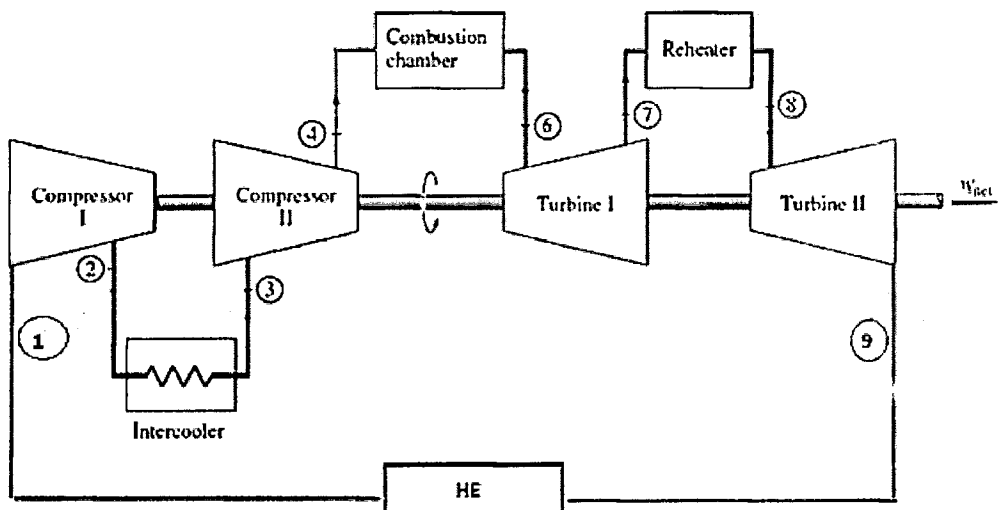 Combustion
chamber
Reheater
④
⑥
⑦
⑧
Compressor
I
Compressor
II
Turbine I
Turbine II
Wnet
②
③
1
9
Intercooler
HE